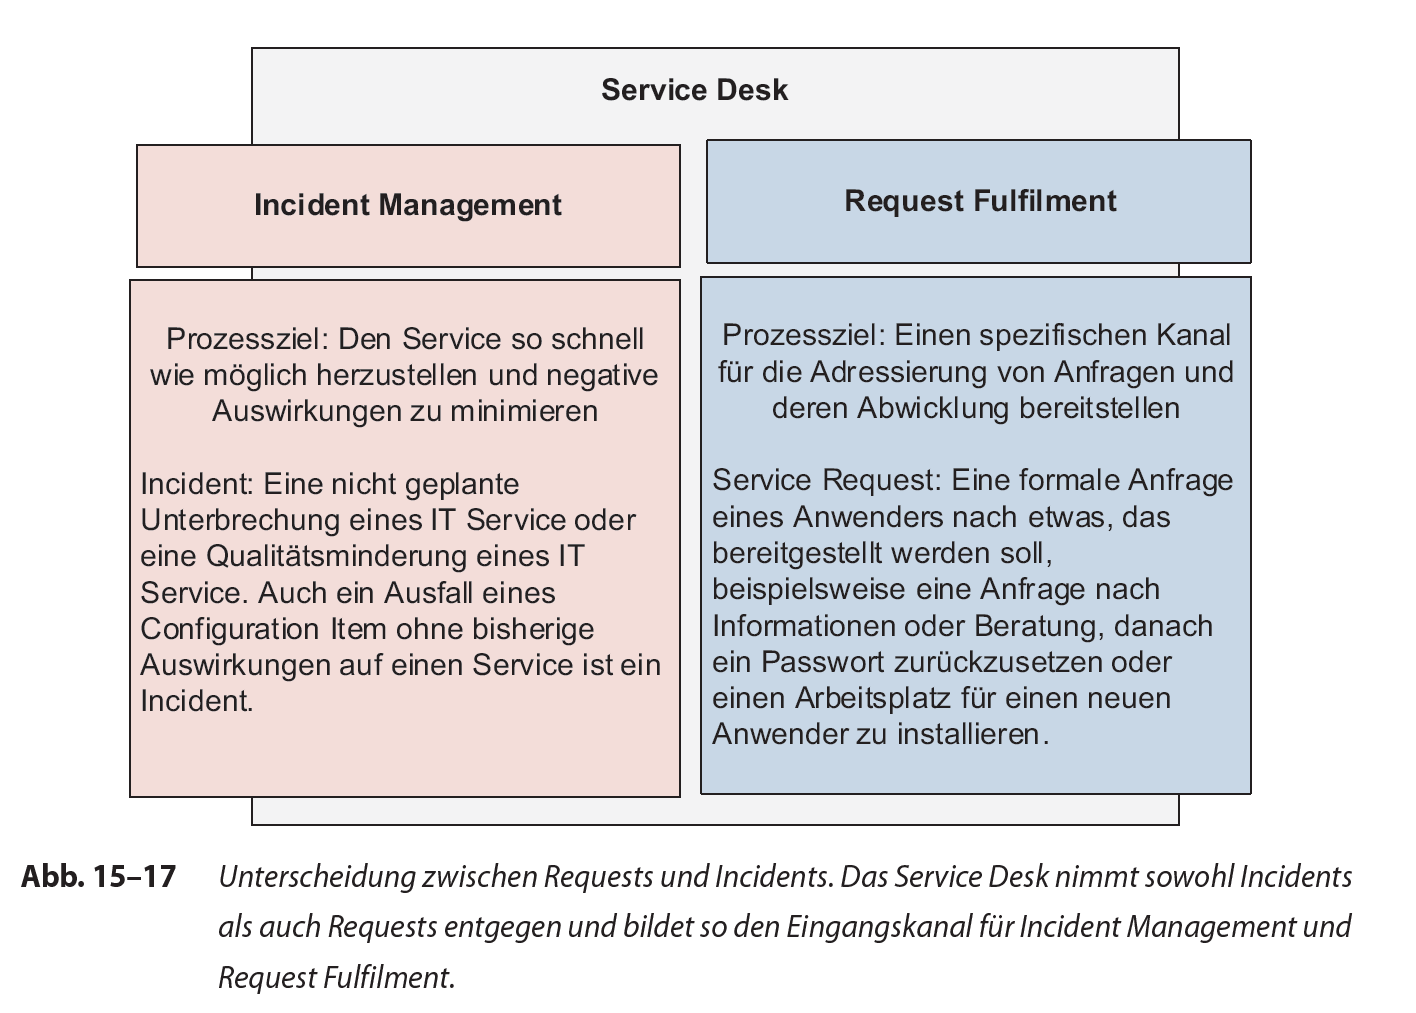 Service Desk
Incident Management
Prozessziel: Den Service so schnell
wie möglich herzustellen und negative
Auswirkungen zu minimieren
Incident: Eine nicht geplante
Unterbrechung eines IT Service oder
eine Qualitätsminderung eines IT
Service. Auch ein Ausfall eines
Configuration Item ohne bisherige
Auswirkungen auf einen Service ist ein
Incident.
Request Fulfilment
Prozessziel: Einen spezifischen Kanal
für die Adressierung von Anfragen und
deren Abwicklung bereitstellen
Service Request: Eine formale Anfrage
eines Anwenders nach etwas, das
bereitgestellt werden soll,
beispielsweise eine Anfrage nach
Informationen oder Beratung, danach
ein Passwort zurückzusetzen oder
einen Arbeitsplatz für einen neuen
Anwender zu installieren.
Abb. 15–17 Unterscheidung zwischen Requests und Incidents. Das Service Desk nimmt sowohl Incidents
als auch Requests entgegen und bildet so den Eingangskanal für Incident Management und
Request Fulfilment.